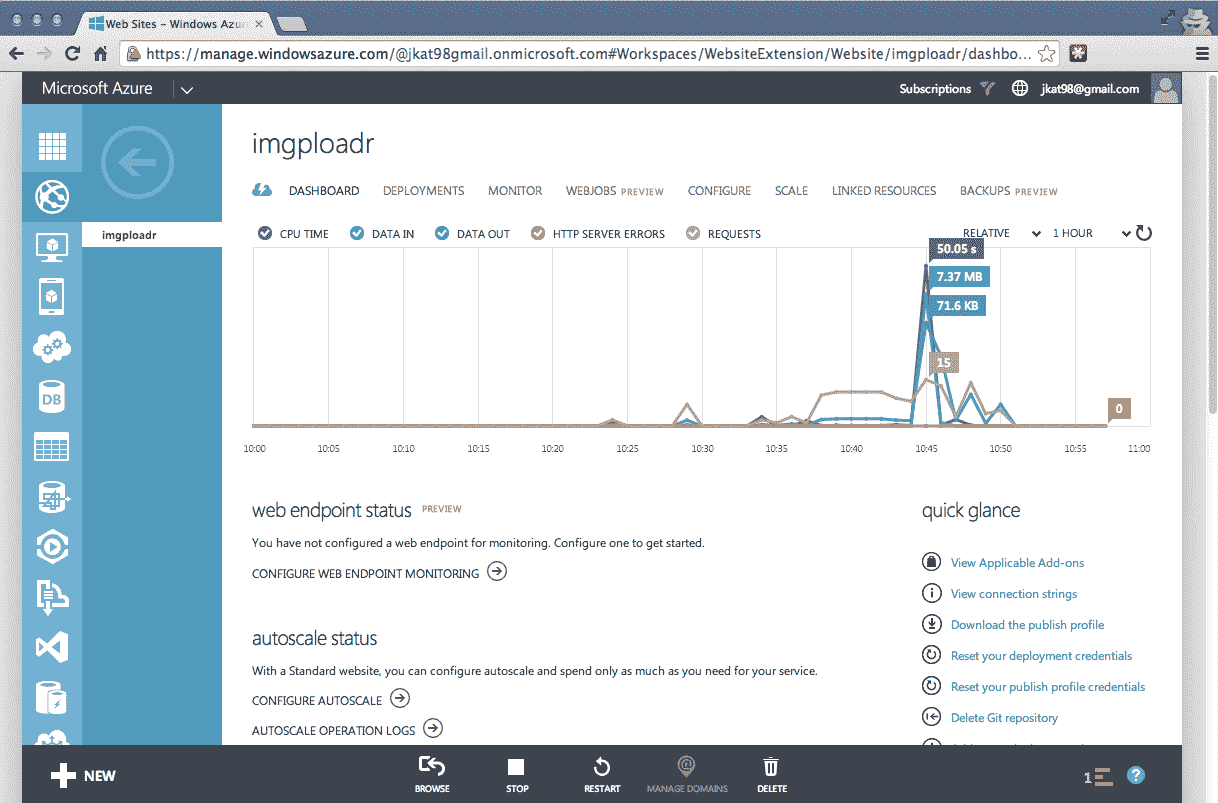 Web Sites – Windows Azur
https://manage.windowsazure.com/@jkat98gmail.onmicrosoft.com#Workspaces/WebsiteExtension/Website/imgploadr/dashbo...
Microsoft Azure
Subscriptions
jkat98@gmail.com
imgploadr
DASHBOARD DEPLOYMENTS MONITOR WEBJOBS PREVIEW CONFIGURE SCALE LINKED RESOURCES BACKUPS PREVIEW
imgploadr
CPU TIME DATA IN DATA OUT HTTP SERVER ERRORS REQUESTS RELATIVE 1 HOUR
50.05 s
7.37 MB
71.6 KB
15
0
10:00 10:05 10:10 10:15 10:20 10:25 10:30 10:35 10:40 10:45 10:50 10:55 11:00
web endpoint status PREVIEW
You have not configured a web endpoint for monitoring. Configure one to get started.
CONFIGURE WEB ENDPOINT MONITORING
autoscale status
With a Standard website, you can configure autoscale and spend only as much as you need for your service.
CONFIGURE AUTOSCALE
AUTOSCALE OPERATION LOGS
quick glance
View Applicable Add-ons
View connection strings
Download the publish profile
Reset your deployment credentials
Reset your publish profile credentials
Delete Git repository
DB
NEW
BROWSE
STOP
RESTART
MANAGE DOMAINS
DELETE
1
?